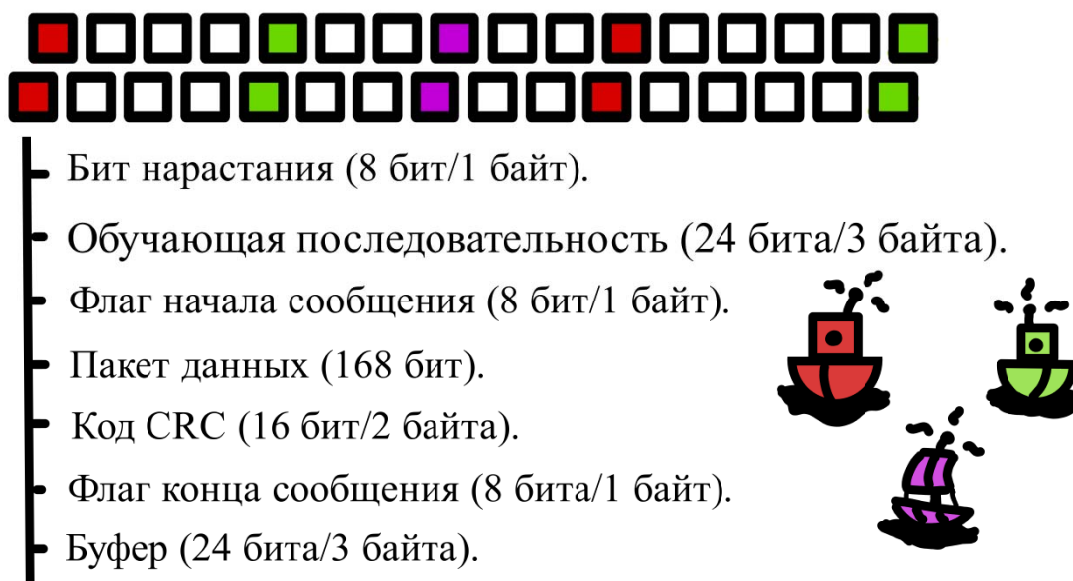 Бит нарастания (8 бит/1 байт).
Обучающая последовательность (24 бита/3 байта).
Флаг начала сообщения (8 бит/1 байт).
Пакет данных (168 бит).
Код CRC (16 бит/2 байта).
Флаг конца сообщения (8 бита/1 байт).
Буфер (24 бита/3 байта).